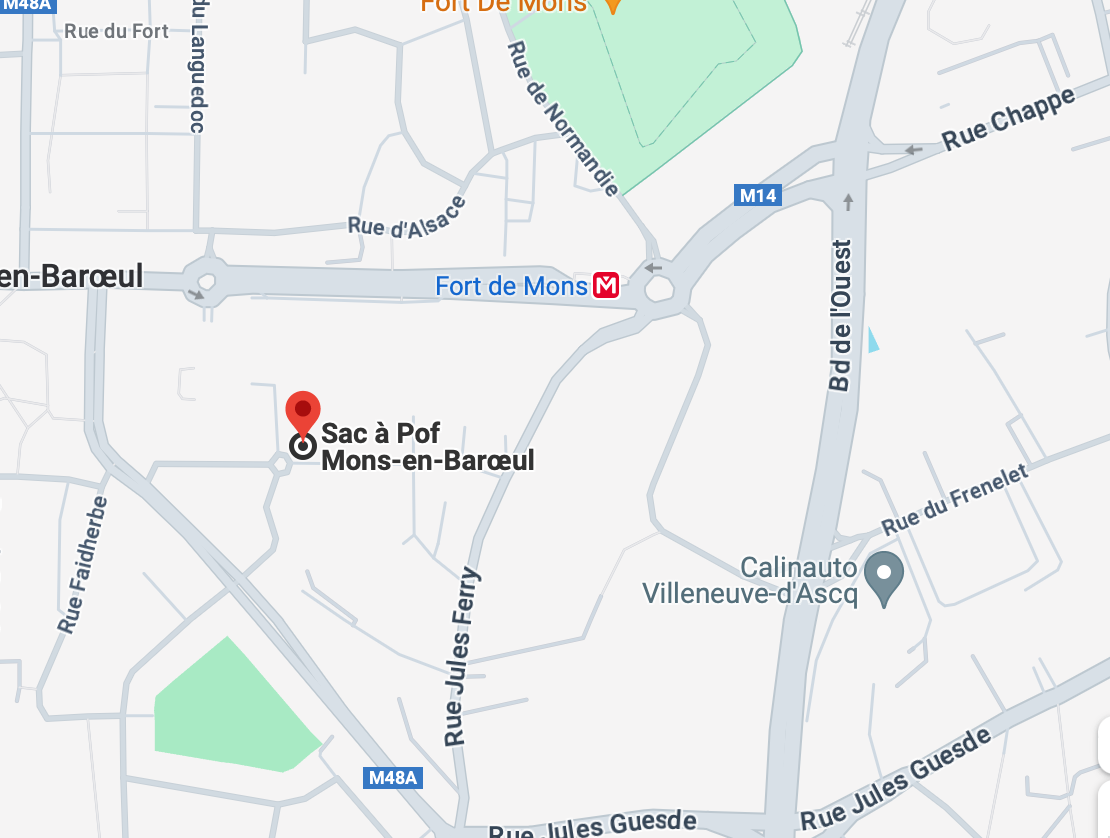 M48A
Fort De Mons
Rue du Fort
du Languedoc
Rue de Normandie
Rue Chappe
M14
Rue d'Alsace
en-Barœul
Fort de Mons
M
Bd de l'Ouest
Sac à Pof
Mons-en-Barœul
Rue du Frenelet
Rue Faidherbe
Calinauto
Villeneuve-d'Ascq
Rue Jules Ferry
M48A
Rue Jules Guesde
Rue Jules Guesde